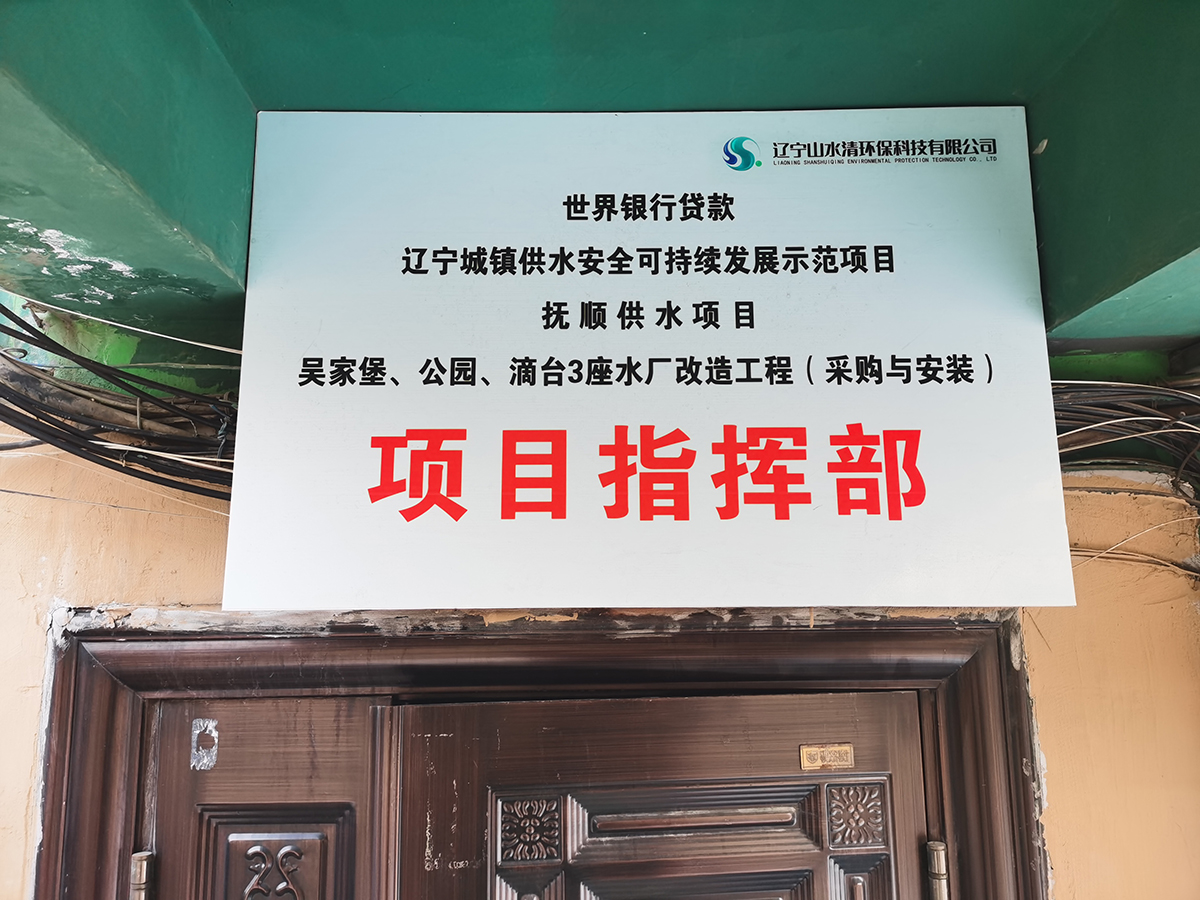 辽宁山水清环保科技有限公司
LIAONING SHANSHUIQING ENVIRONMENTAL PROTECTION TECHNOLOGY CO., LTD
世界银行贷款
辽宁城镇供水安全可持续发展示范项目
抚顺供水项目
吴家堡、公园、滴台3座水厂改造工程（采购与安装）
项目指挥部